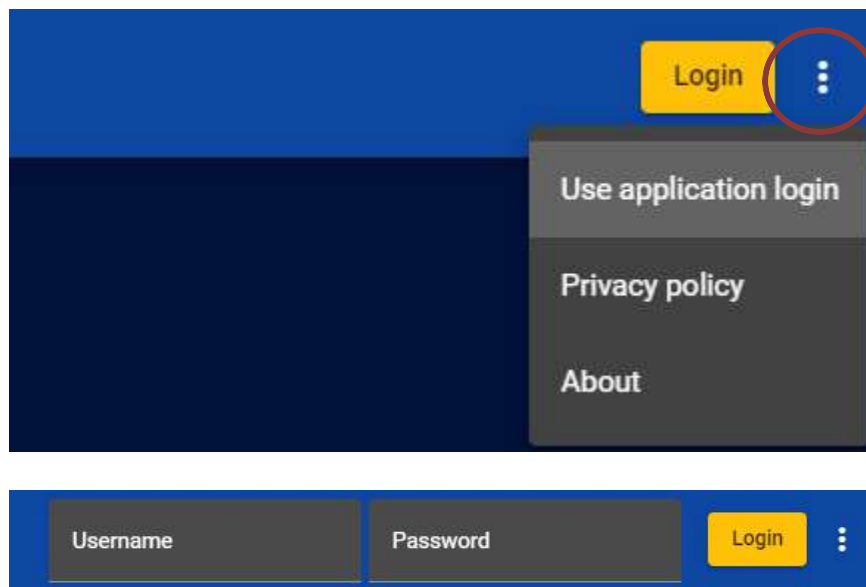 Login
Use application login
Privacy policy
About
Username Password Login